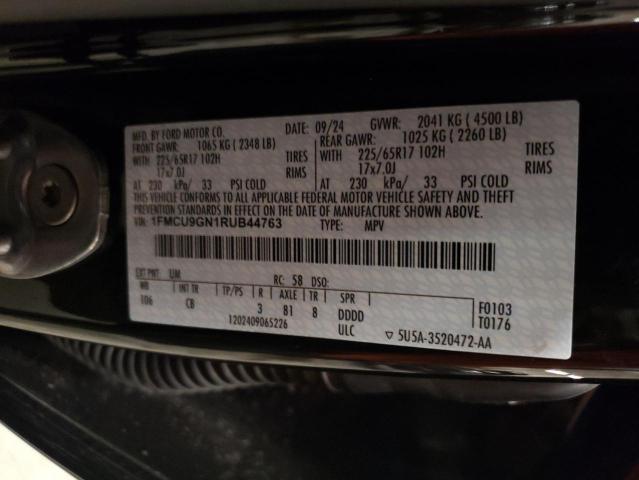 MFD. BY FORD MOTOR CO. DATE: 09/24 GVWR: 2041 KG ( 4500 LB)
FRONT GAWR: 1065 KG ( 2348 LB) REAR GAWR: 1025 KG ( 2260 LB)
WITH 225/65R17 102H TIRES WITH 225/65R17 102H TIRES
17x7.0J RIMS 17x7.0J RIMS
AT 230 kPa/ 33 PSI COLD AT 230 kPa/ 33 PSI COLD
THIS VEHICLE CONFORMS TO ALL APPLICABLE FEDERAL MOTOR VEHICLE SAFETY AND THEFT
PREVENTION STANDARDS IN EFFECT ON THE DATE OF MANUFACTURE SHOWN ABOVE.
VIN: 1FMCU9GN1RUB44763 TYPE: MPV
EXT PNT: UM RC: 58 DSO:
WB INT TR TP/PS R AXLE TR SPR
106 CB 3 81 8 DDDD F0103
1202409065226 ULC T0176
5U5A-3520472-AA